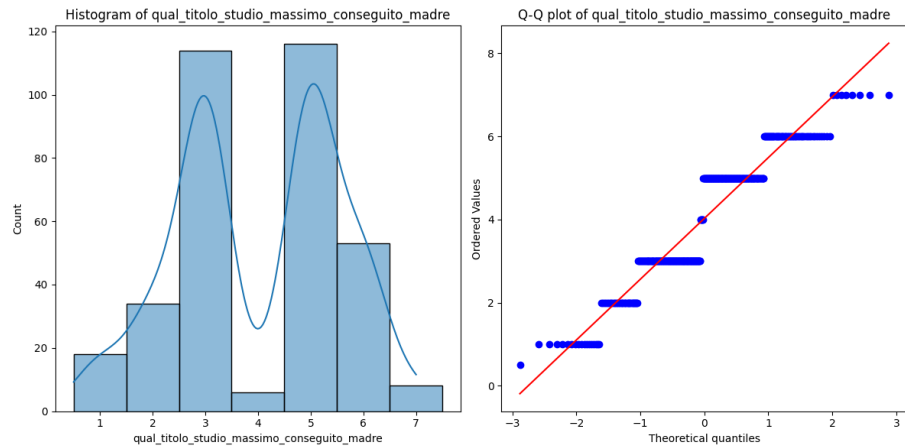 Histogram of qual_titolo_studio_massimo_conseguito_madre
120
100
80
60
40
20
0
Count
1 2 3 4 5 6 7
qual_titolo_studio_massimo_conseguito_madre
Q-Q plot of qual_titolo_studio_massimo_conseguito_madre
8
6
4
2
0
Ordered Values
−3 −2 −1 0 1 2 3
Theoretical quantiles